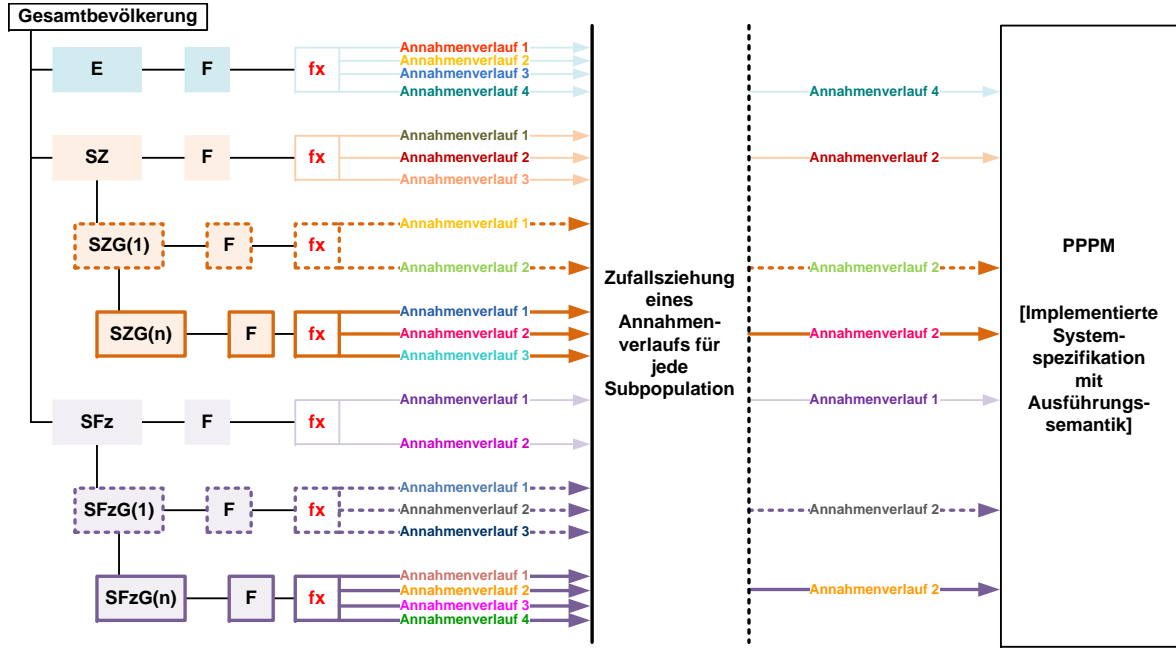 Gesamtbevölkerung
E
F
fx
Annahmenverlauf 1
Annahmenverlauf 2
Annahmenverlauf 3
Annahmenverlauf 4
SZ
F
fx
Annahmenverlauf 1
Annahmenverlauf 2
Annahmenverlauf 3
SZG(1)
F
fx
Annahmenverlauf 1
Annahmenverlauf 2
SZG(n)
F
fx
Annahmenverlauf 1
Annahmenverlauf 2
Annahmenverlauf 3
SFz
F
fx
Annahmenverlauf 1
Annahmenverlauf 2
SFzG(1)
F
fx
Annahmenverlauf 1
Annahmenverlauf 2
Annahmenverlauf 3
SFzG(n)
F
fx
Annahmenverlauf 1
Annahmenverlauf 2
Annahmenverlauf 3
Annahmenverlauf 4
Zufallsziehung
eines
Annahmen-
verlaufs für
jede
Subpopulation
Annahmenverlauf 4
Annahmenverlauf 2
Annahmenverlauf 2
Annahmenverlauf 2
Annahmenverlauf 1
Annahmenverlauf 2
Annahmenverlauf 2
PPPM
[Implementierte
System-
spezifikation
mit
Ausführungs-
semantik]